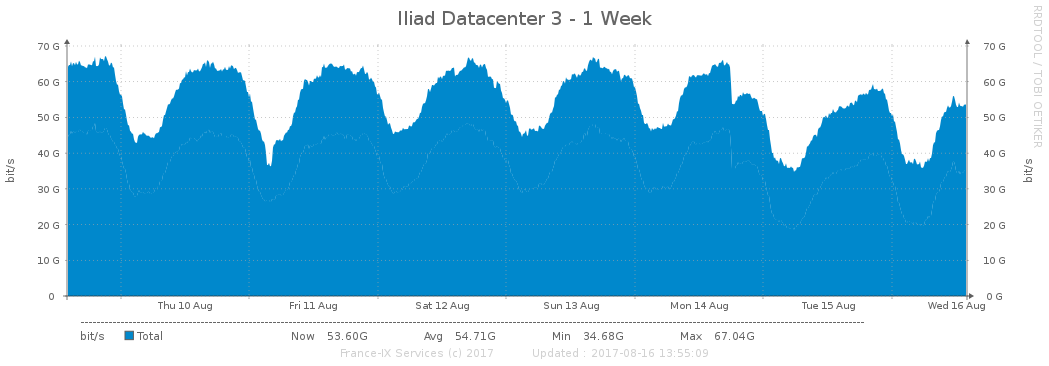 Iliad Datacenter 3 - 1 Week
RRDTOOL / TOBI OETIKER
bit/s
70 G
60 G
50 G
40 G
30 G
20 G
10 G
0
70 G
60 G
50 G
40 G
30 G
20 G
10 G
0 G
bit/s
Thu 10 Aug Fri 11 Aug Sat 12 Aug Sun 13 Aug Mon 14 Aug Tue 15 Aug Wed 16 Aug
bit/s Total Now 53.60G Avg 54.71G Min 34.68G Max 67.04G
France-IX Services (c) 2017 Updated : 2017-08-16 13:55:09